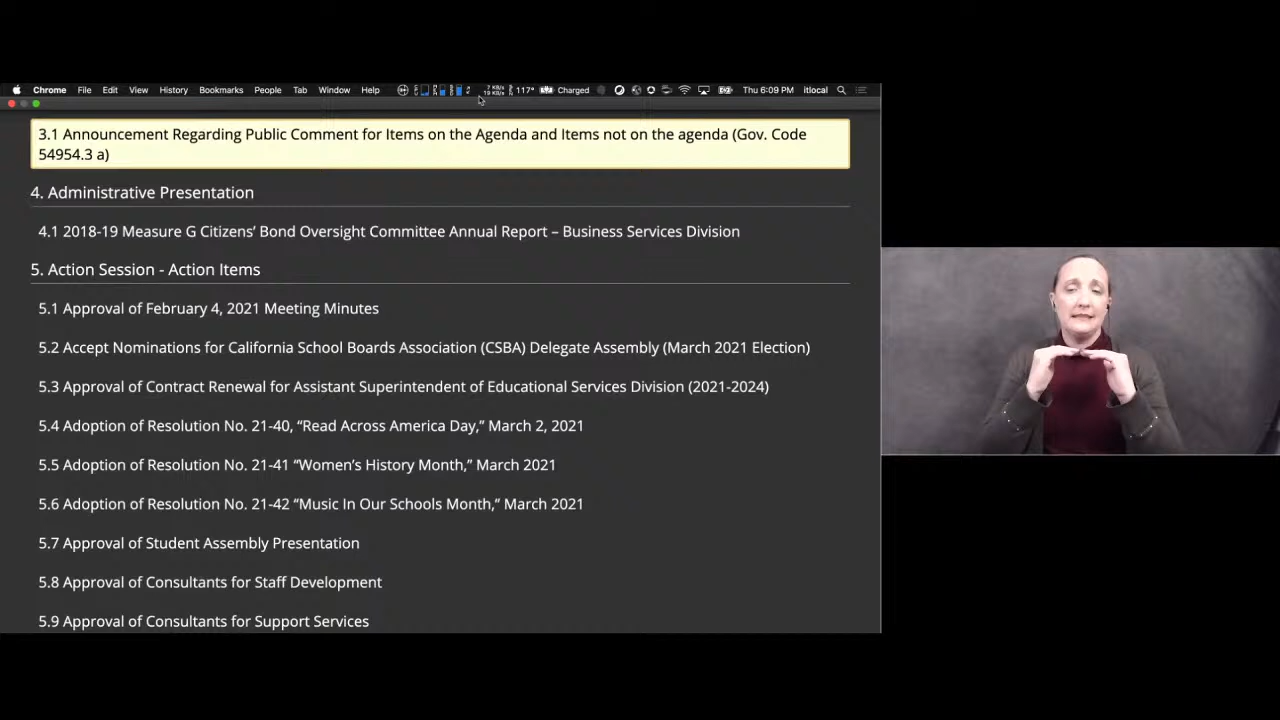 Chrome File Edit View History Bookmarks People Tab Window Help 117° Charged Thu 6:09 PM itlocal
3.1 Announcement Regarding Public Comment for Items on the Agenda and Items not on the agenda (Gov. Code
54954.3 a)
4. Administrative Presentation
4.1 2018-19 Measure G Citizens’ Bond Oversight Committee Annual Report – Business Services Division
5. Action Session - Action Items
5.1 Approval of February 4, 2021 Meeting Minutes
5.2 Accept Nominations for California School Boards Association (CSBA) Delegate Assembly (March 2021 Election)
5.3 Approval of Contract Renewal for Assistant Superintendent of Educational Services Division (2021-2024)
5.4 Adoption of Resolution No. 21-40, “Read Across America Day,” March 2, 2021
5.5 Adoption of Resolution No. 21-41 “Women’s History Month,” March 2021
5.6 Adoption of Resolution No. 21-42 “Music In Our Schools Month,” March 2021
5.7 Approval of Student Assembly Presentation
5.8 Approval of Consultants for Staff Development
5.9 Approval of Consultants for Support Services